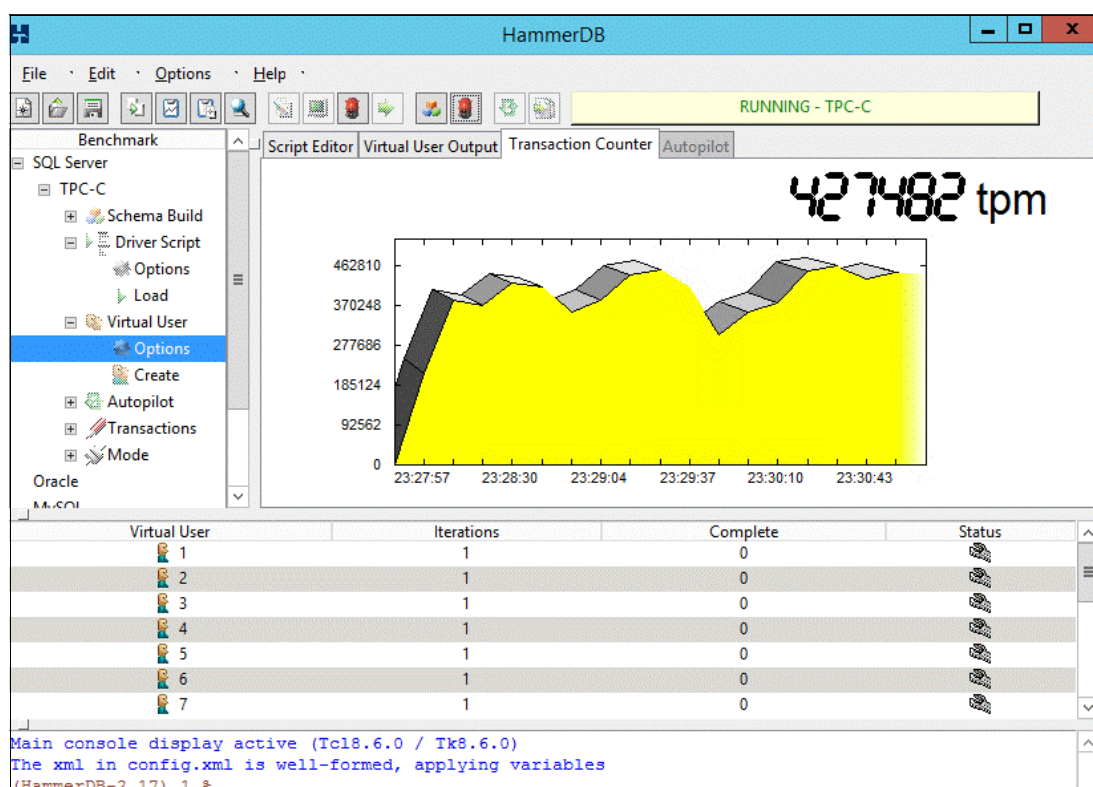 HammerDB
File · Edit · Options · Help ·
RUNNING - TPC-C
Benchmark
SQL Server
TPC-C
Schema Build
Driver Script
Options
Load
Virtual User
Options
Create
Autopilot
Transactions
Mode
Oracle
MySQL
Script Editor Virtual User Output Transaction Counter Autopilot
427482 tpm
462810
370248
277686
185124
92562
0
23:27:57 23:28:30 23:29:04 23:29:37 23:30:10 23:30:43
Virtual User Iterations Complete Status
1 1 0
2 1 0
3 1 0
4 1 0
5 1 0
6 1 0
7 1 0
Main console display active (Tcl8.6.0 / Tk8.6.0)
The xml in config.xml is well-formed, applying variables
(HammerDB-2.17) 1 %